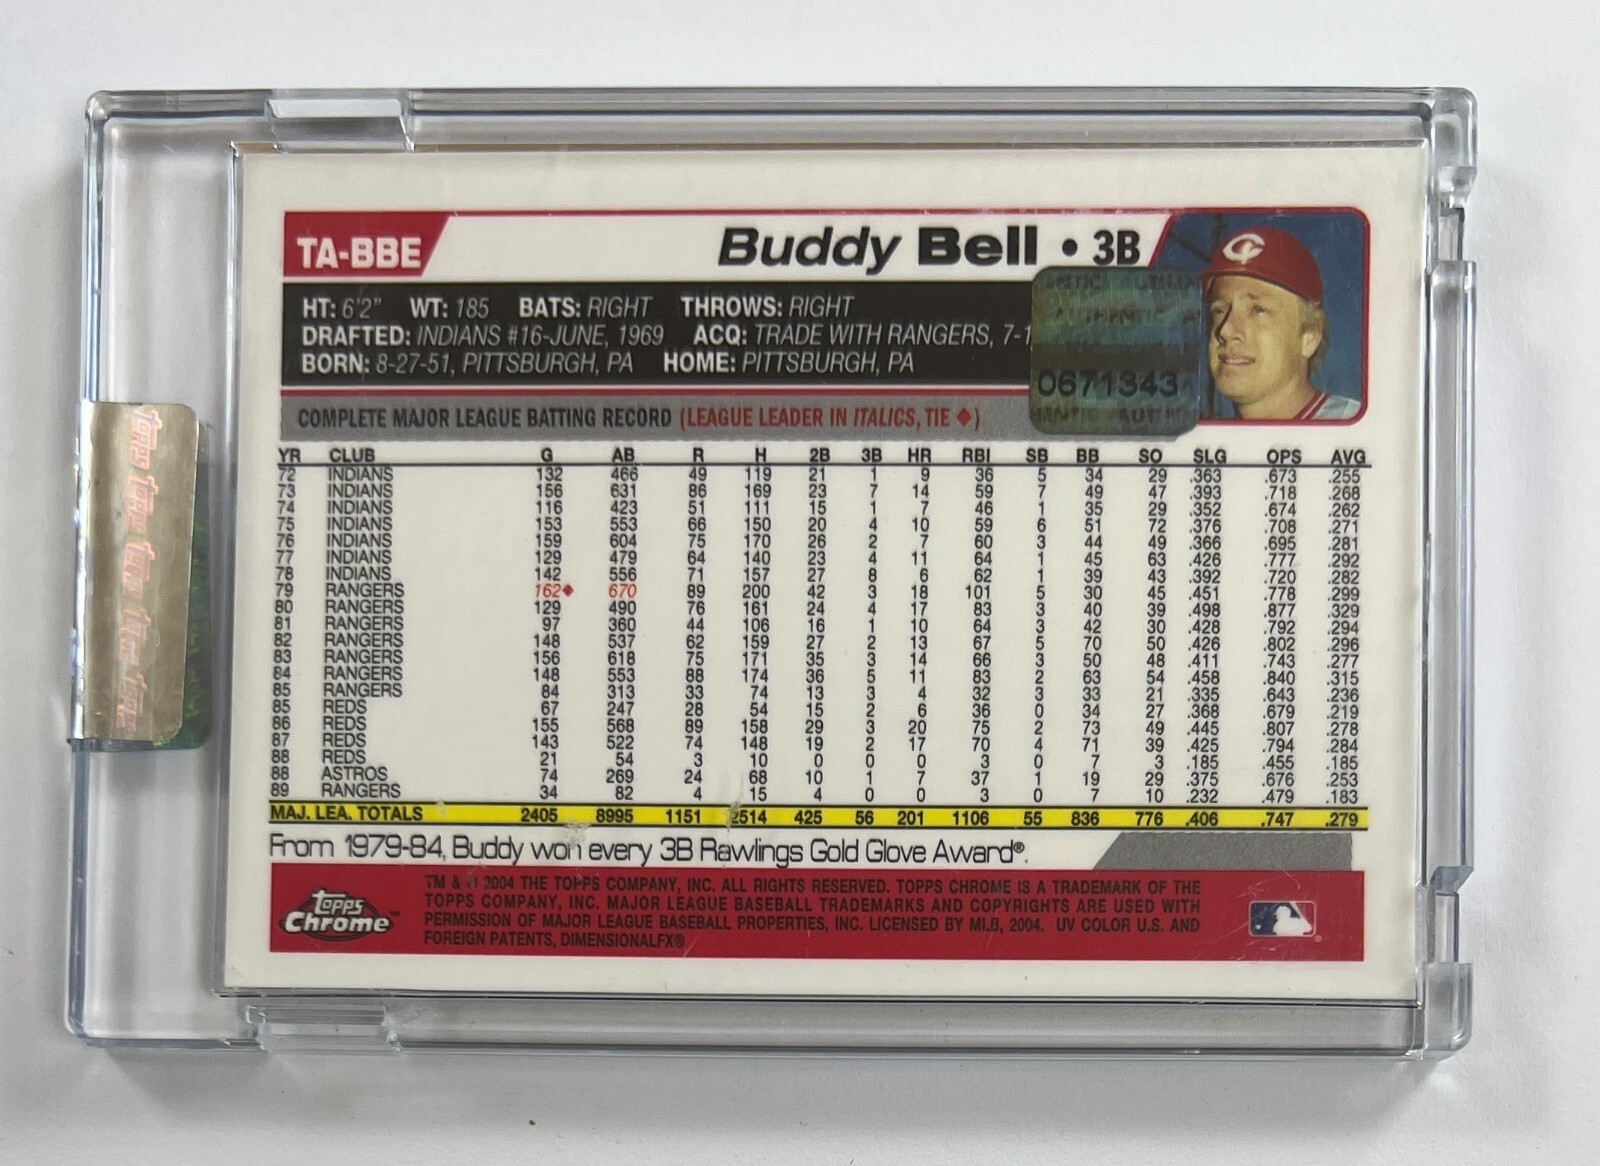 TA-BBE
Buddy Bell • 3B
HT: 6'2" WT: 185 BATS: RIGHT THROWS: RIGHT
DRAFTED: INDIANS #16-JUNE, 1969 ACQ: TRADE WITH RANGERS, 7-1
BORN: 8-27-51, PITTSBURGH, PA HOME: PITTSBURGH, PA
AUTHENTIC
0671343
COMPLETE MAJOR LEAGUE BATTING RECORD (LEAGUE LEADER IN ITALICS, TIE ♦)
YR CLUB G AB R H 2B 3B HR RBI SB BB SO SLG OPS AVG
72 INDIANS 132 466 49 119 21 1 9 36 5 34 29 .363 .673 .255
73 INDIANS 156 631 86 169 23 7 14 59 7 49 47 .393 .718 .268
74 INDIANS 116 423 51 111 15 1 7 46 1 35 29 .352 .674 .262
75 INDIANS 153 553 66 150 20 4 10 59 6 51 72 .376 .708 .271
76 INDIANS 159 604 75 170 26 2 7 60 3 44 49 .366 .695 .281
77 INDIANS 129 479 64 140 23 4 11 64 1 45 63 .426 .777 .292
78 INDIANS 142 556 71 157 27 8 6 62 1 39 43 .392 .720 .282
79 RANGERS 162♦ 670 89 200 42 3 18 101 5 30 45 .451 .778 .299
80 RANGERS 129 490 76 161 24 4 17 83 3 40 39 .498 .877 .329
81 RANGERS 97 360 44 106 16 1 10 64 3 42 30 .428 .792 .294
82 RANGERS 148 537 62 159 27 2 13 67 5 70 50 .426 .802 .296
83 RANGERS 156 618 75 171 35 3 14 66 3 50 48 .411 .743 .277
84 RANGERS 148 553 88 174 36 5 11 83 2 63 54 .458 .840 .315
85 RANGERS 84 313 33 74 13 3 4 32 3 33 21 .335 .643 .236
85 REDS 67 247 28 54 15 2 6 36 0 34 27 .368 .679 .219
86 REDS 155 568 89 158 29 3 20 75 2 73 49 .445 .807 .278
87 REDS 143 522 74 148 19 2 17 70 4 71 39 .425 .794 .284
88 REDS 21 54 3 10 0 0 0 3 0 7 3 .185 .455 .185
88 ASTROS 74 269 24 68 10 1 7 37 1 19 29 .375 .676 .253
89 RANGERS 34 82 4 15 4 0 0 3 0 7 10 .232 .479 .183
MAJ. LEA. TOTALS 2405 8995 1151 2514 425 56 201 1106 55 836 776 .406 .747 .279
From 1979-84, Buddy won every 3B Rawlings Gold Glove Award®.
topps Chrome™
TM & © 2004 THE TOPPS COMPANY, INC. ALL RIGHTS RESERVED. TOPPS CHROME IS A TRADEMARK OF THE
TOPPS COMPANY, INC. MAJOR LEAGUE BASEBALL TRADEMARKS AND COPYRIGHTS ARE USED WITH
PERMISSION OF MAJOR LEAGUE BASEBALL PROPERTIES, INC. LICENSED BY MLB, 2004. UV COLOR U.S. AND
FOREIGN PATENTS, DIMENSIONALFX®
topps topps topps topps topps